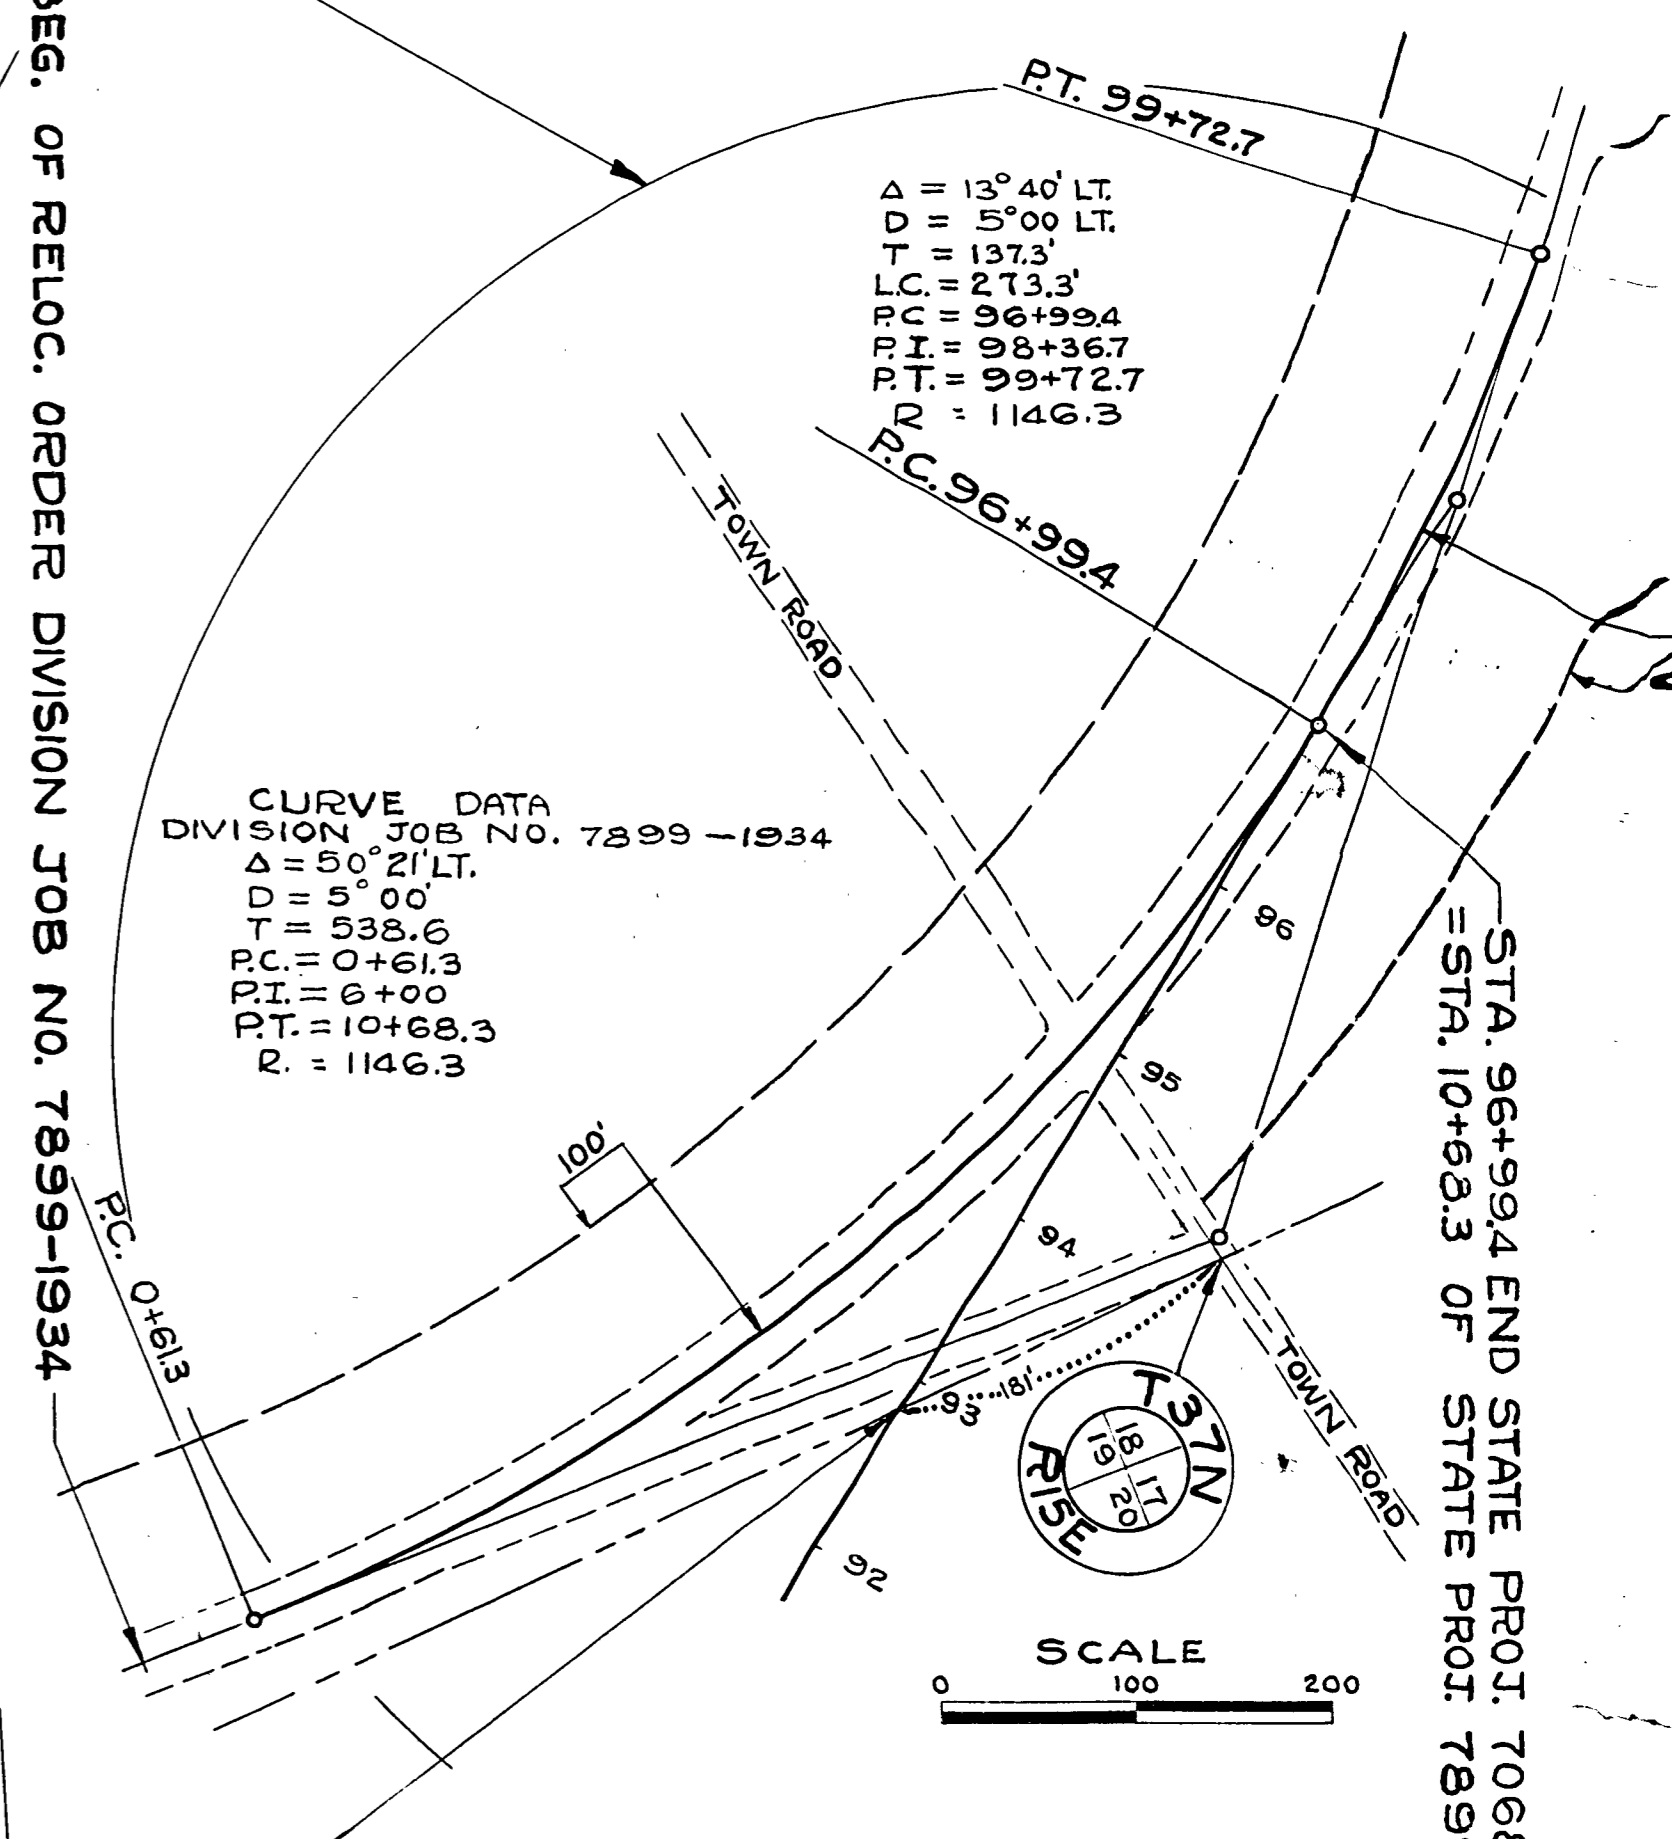 BEG. OF RELOC. ORDER DIVISION JOB NO. 7899-1934
P.T. 99+72.7
Δ = 13°40' LT.
D = 5°00 LT.
T = 137.3'
L.C. = 273.3'
P.C = 96+99.4
P.I. = 98+36.7
P.T. = 99+72.7
R = 1146.3
P.C. 96+99.4
TOWN ROAD
CURVE DATA
DIVISION JOB NO. 7899-1934
Δ = 50°21' LT.
D = 5°00'
T = 538.6
P.C. = 0+61.3
P.I. = 6+00
P.T. = 10+68.3
R. = 1146.3
96
95
94
93
92
STA. 96+99.4 END STATE PROJ. 7068
=STA. 10+68.3 OF STATE PROJ. 789
100'
P.C. 0+61.3
181'
T37N
R15E
18
17
19
20
TOWN ROAD
SCALE
0 100 200